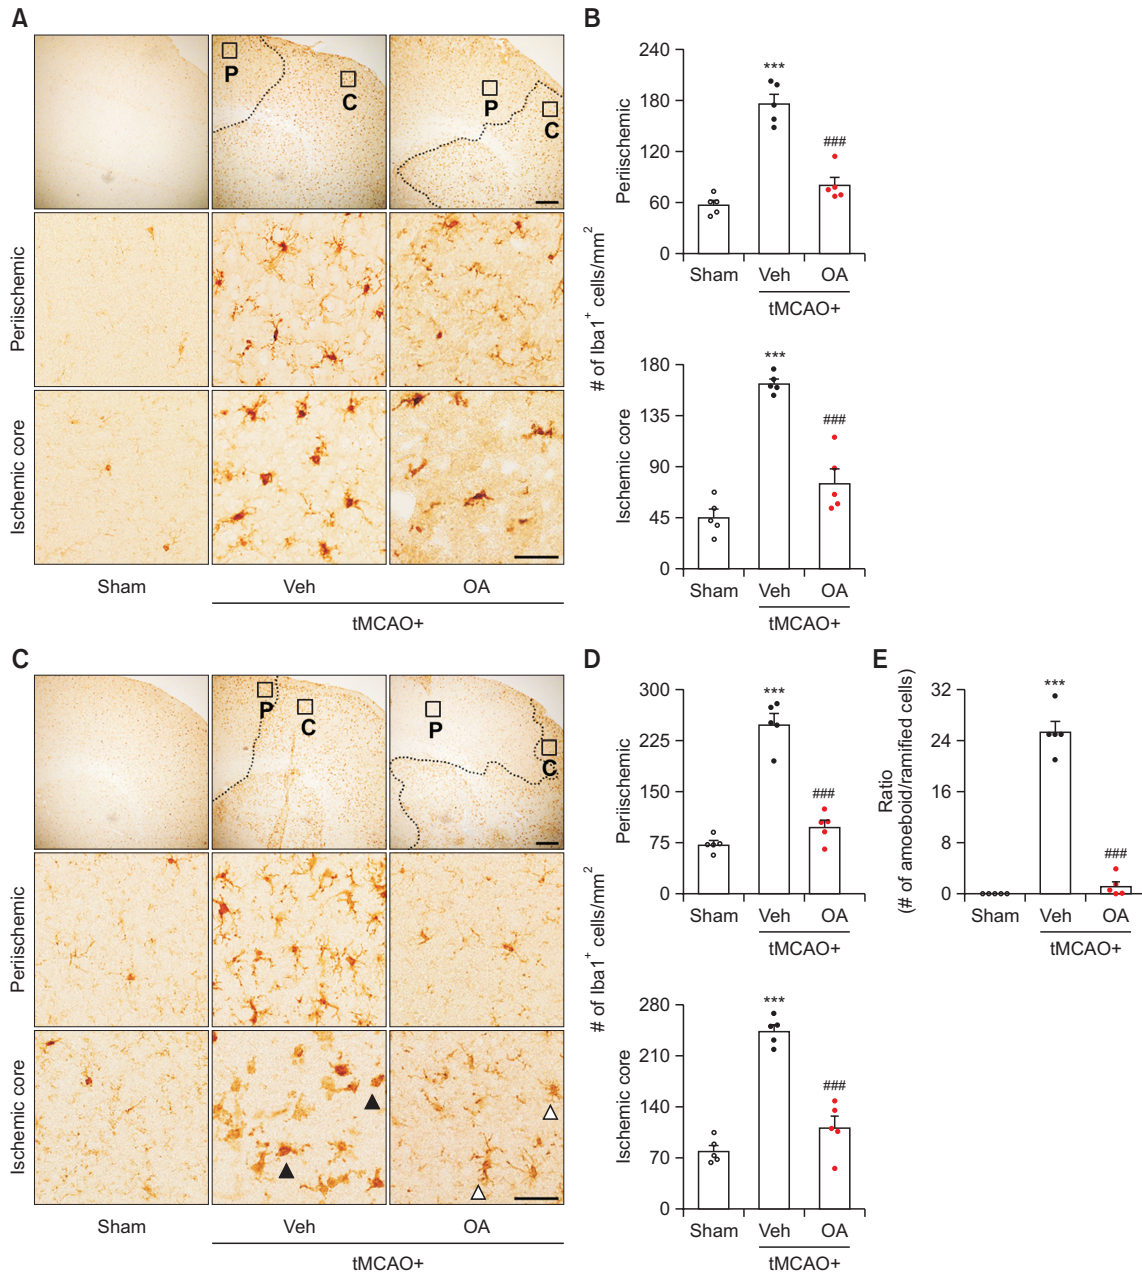 A
P
C
P
C
Periischemic
Ischemic core
Sham
Veh
OA
tMCAO+
B
# of Iba1+ cells/mm2
Periischemic
240
180
120
60
0
***
###
Sham
Veh
OA
tMCAO+
Ischemic core
180
135
90
45
0
***
###
Sham
Veh
OA
tMCAO+
C
P
C
P
C
Periischemic
Ischemic core
Sham
Veh
OA
tMCAO+
D
# of Iba1+ cells/mm2
Periischemic
300
225
150
75
0
***
###
Sham
Veh
OA
tMCAO+
Ischemic core
280
210
140
70
0
***
###
Sham
Veh
OA
tMCAO+
E
Ratio
(# of amoeboid/ramified cells)
32
24
16
8
0
***
###
Sham
Veh
OA
tMCAO+